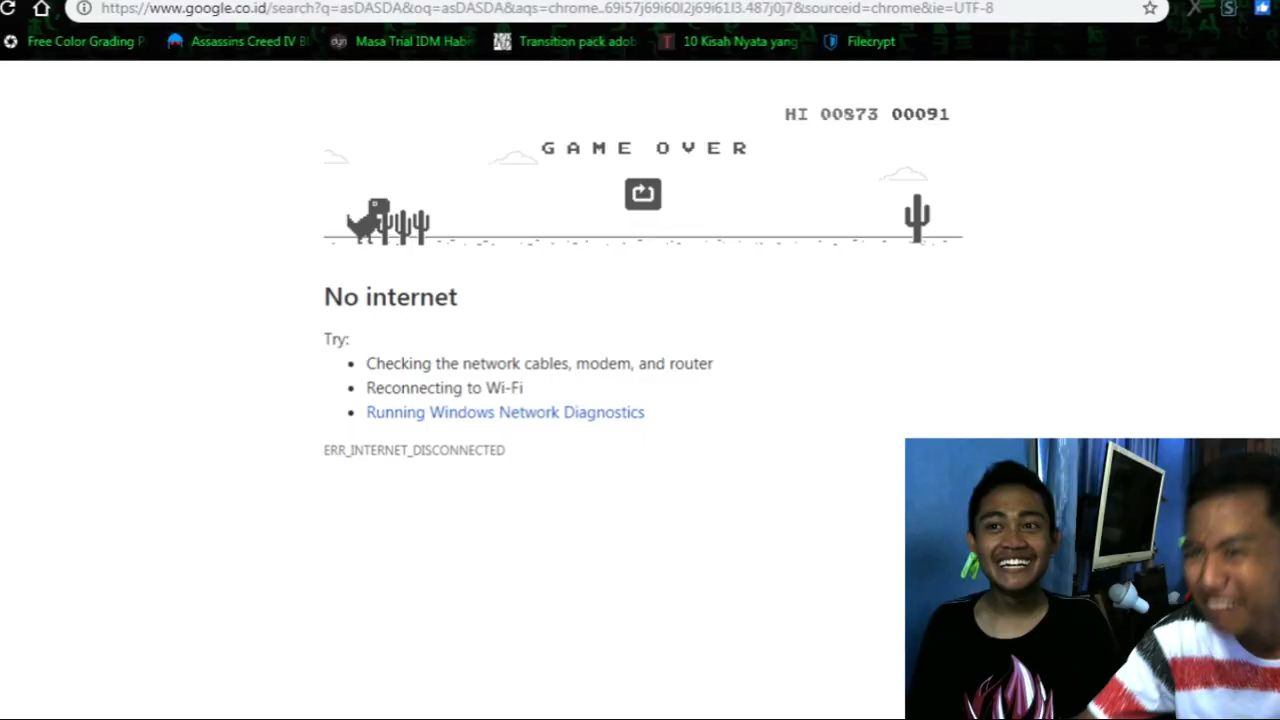 https://www.google.co.id/search?q=asDASDA&oq=asDASDA&aqs=chrome..69i57j69i60l2j69i61l3.487j0j7&sourceid=chrome&ie=UTF-8
Free Color Grading P Assassins Creed IV Bl dyn Masa Trial IDM Habi Transition pack adob T 10 Kisah Nyata yang Filecrypt
HI 00873 00091
GAME OVER
No internet
Try:
• Checking the network cables, modem, and router
• Reconnecting to Wi-Fi
• Running Windows Network Diagnostics
ERR_INTERNET_DISCONNECTED